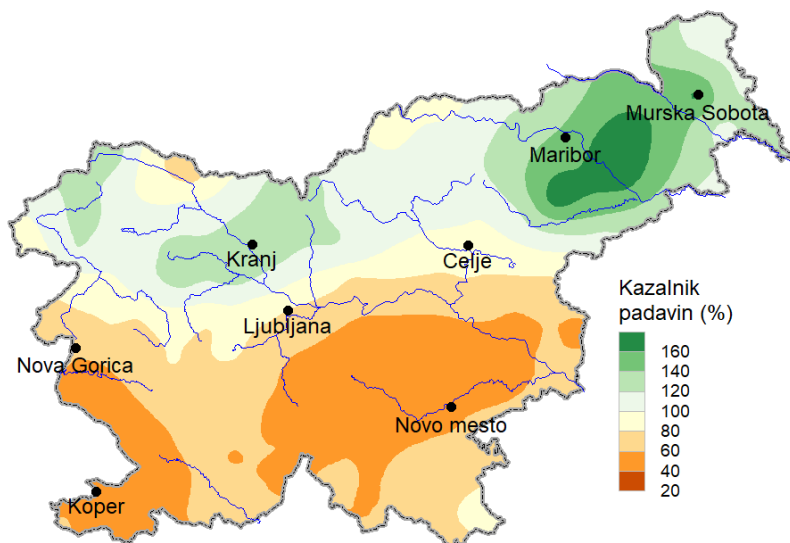 Murska Sobota
Maribor
Kranj
Celje
Ljubljana
Nova Gorica
Novo mesto
Koper
Kazalnik
padavin (%)
160
140
120
100
80
60
40
20